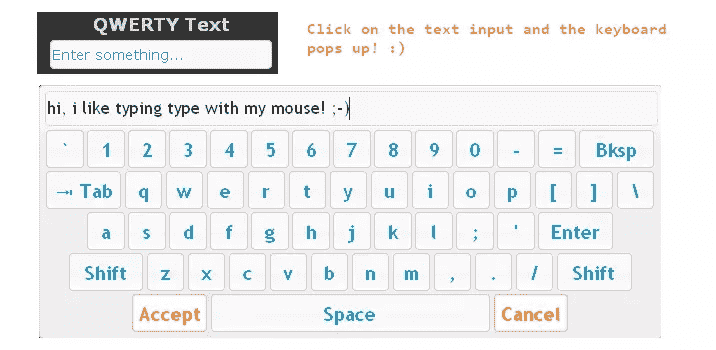 QWERTY Text
Enter something...
Click on the text input and the keyboard
pops up! :)
hi, i like typing type with my mouse! ;-)
` 1 2 3 4 5 6 7 8 9 0 - = Bksp
⇥ Tab q w e r t y u i o p [ ] \
a s d f g h j k l ; ' Enter
Shift z x c v b n m , . / Shift
Accept Space Cancel